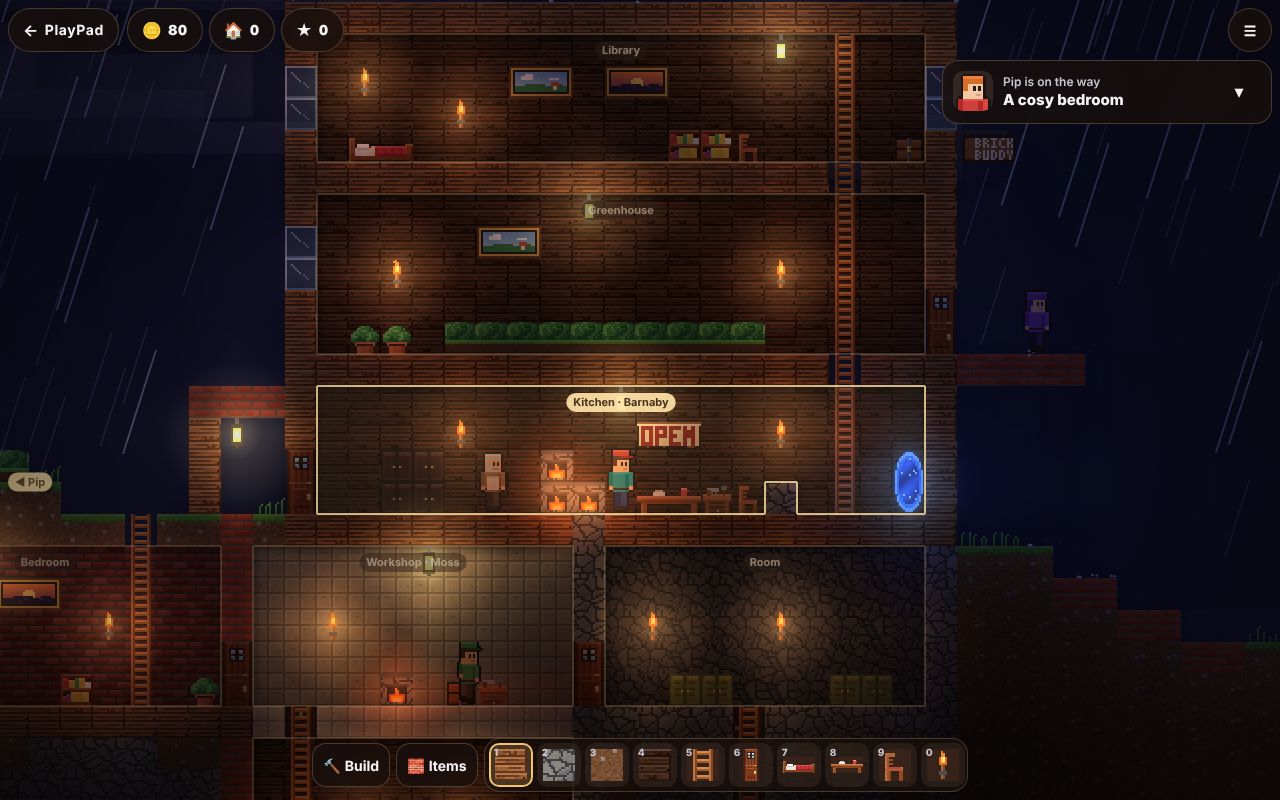 ← PlayPad
80
0
★ 0
Library
Pip is on the way
A cosy bedroom
BRICK
BUDDY
Greenhouse
Kitchen · Barnaby
OPEN
Pip
Bedroom
Workshop · Moss
Room
Build
Items
1
2
3
4
5
6
7
8
9
0